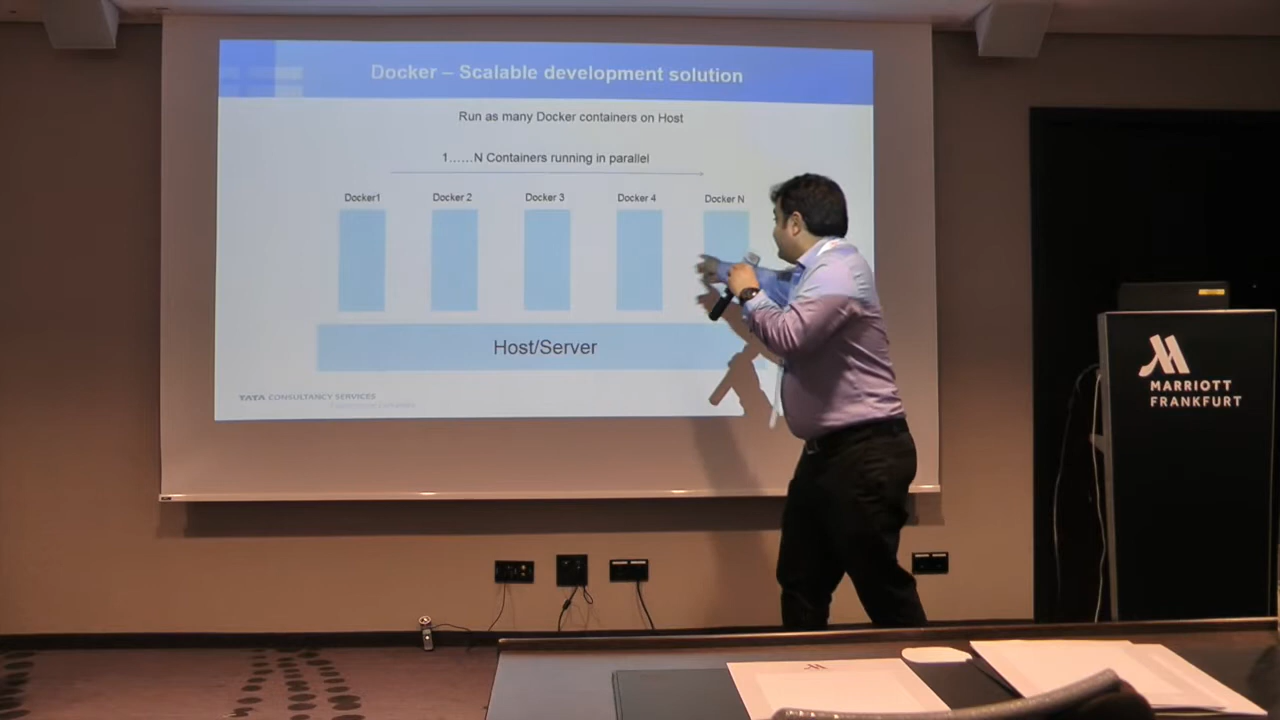 Docker – Scalable development solution
Run as many Docker containers on Host
1……N Containers running in parallel
Docker1
Docker 2
Docker 3
Docker 4
Docker N
Host/Server
TATA CONSULTANCY SERVICES
MARRIOTT
FRANKFURT